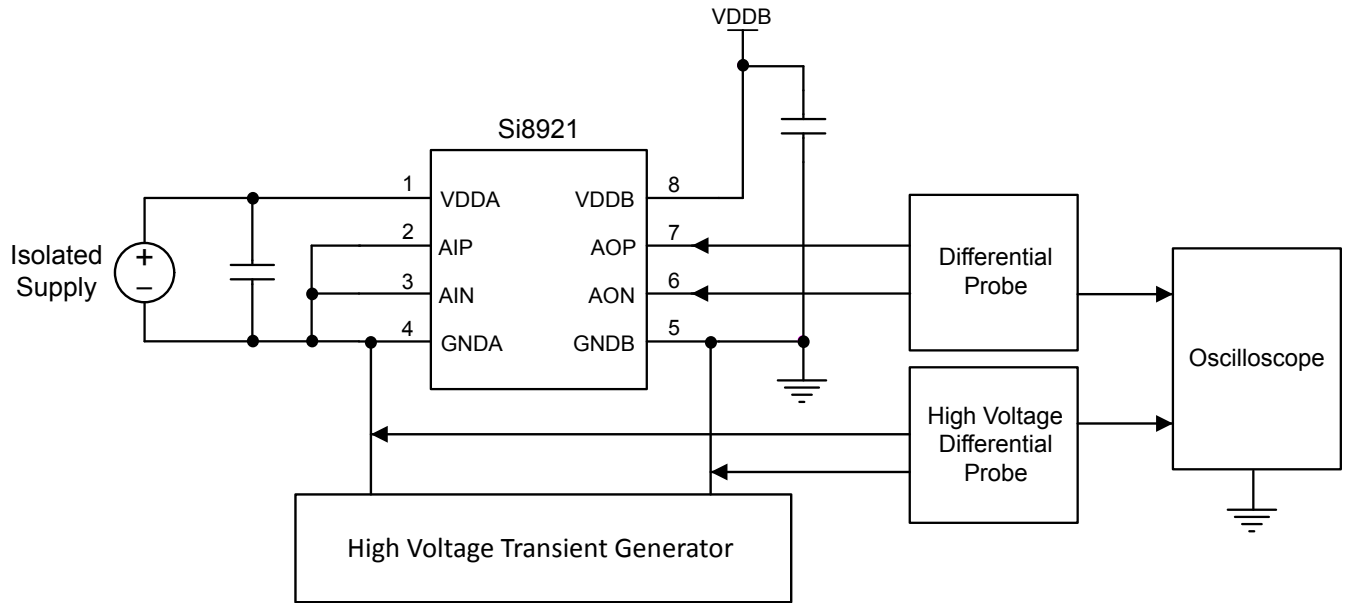 VDDB
Si8921
1
VDDA
VDDB
8
2
AIP
AOP
7
3
AIN
AON
6
4
GNDA
GNDB
5
Isolated
Supply
+
−
Differential
Probe
Oscilloscope
High Voltage
Differential
Probe
High Voltage Transient Generator